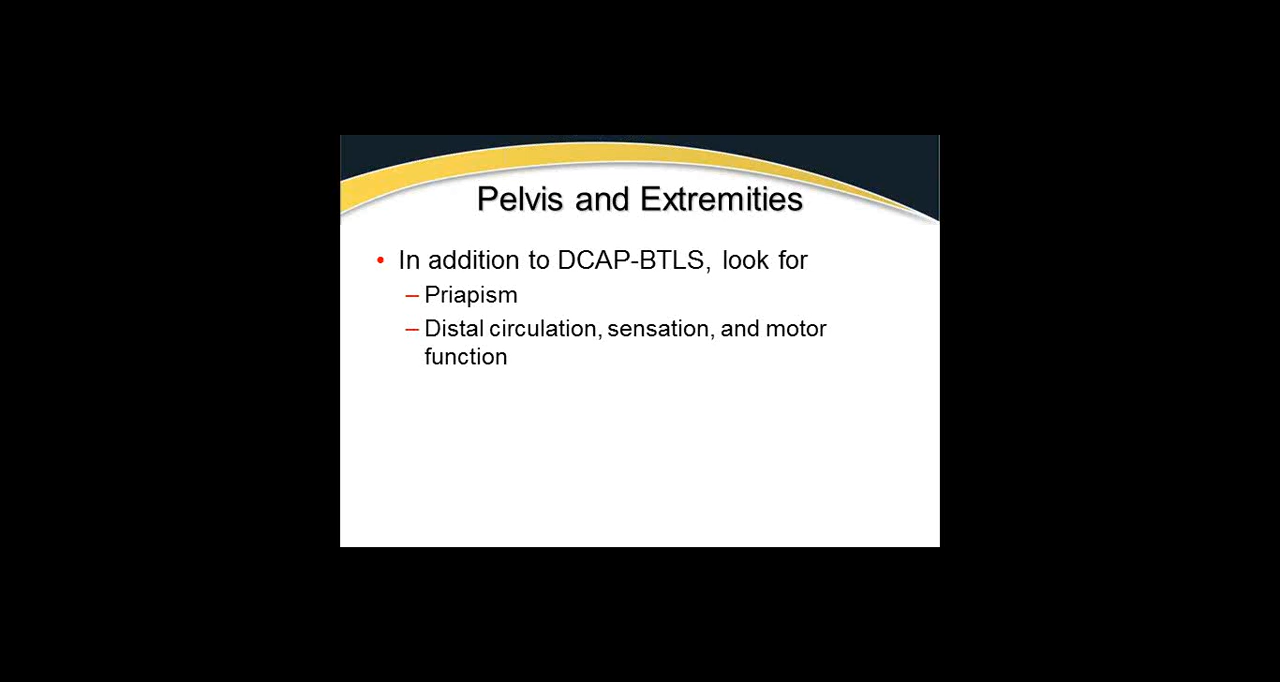 Pelvis and Extremities
• In addition to DCAP-BTLS, look for
– Priapism
– Distal circulation, sensation, and motor
function